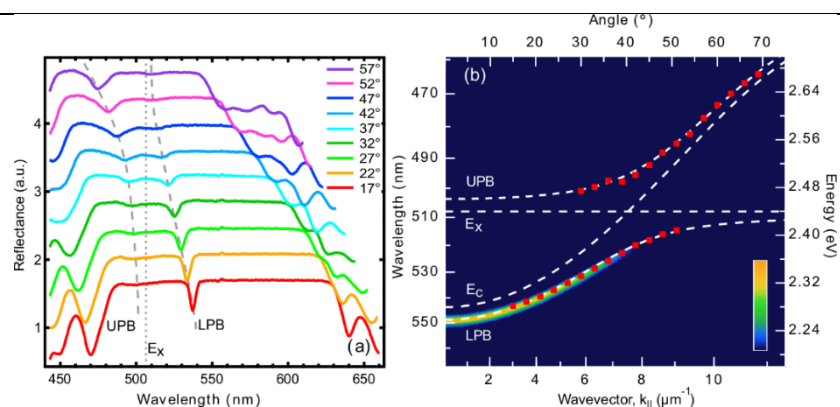 (a)
57°
52°
47°
42°
37°
32°
27°
22°
17°
Reflectance (a.u.)
4
3
2
1
UPB
Ex
LPB
450
500
550
600
650
Wavelength (nm)
Angle (º)
10
20
30
40
50
60
70
(b)
Wavelength (nm)
470
490
510
530
550
UPB
Ex
Ec
LPB
2.64
2.56
2.48
2.40
2.32
2.24
Energy (eV)
2
4
6
8
10
Wavevector, k|| (µm⁻¹)